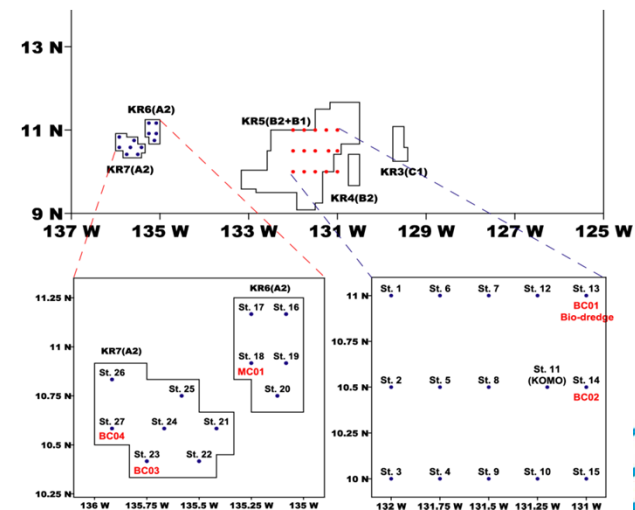 13 N
11 N
9 N
137 W
135 W
133 W
131 W
129 W
127 W
125 W
KR6(A2)
KR7(A2)
KR5(B2+B1)
KR4(B2)
KR3(C1)
11.25 N
11 N
10.75 N
10.5 N
10.25 N
136 W
135.75 W
135.5 W
135.25 W
135 W
KR6(A2)
St. 17
St. 16
St. 18
MC01
St. 19
St. 20
KR7(A2)
St. 26
St. 25
St. 27
BC04
St. 24
St. 21
St. 23
BC03
St. 22
11 N
10.75 N
10.5 N
10.25 N
10 N
132 W
131.75 W
131.5 W
131.25 W
131 W
St. 1
St. 6
St. 7
St. 12
St. 13
BC01
Bio-dredge
St. 2
St. 5
St. 8
St. 11
(KOMO)
St. 14
BC02
St. 3
St. 4
St. 9
St. 10
St. 15